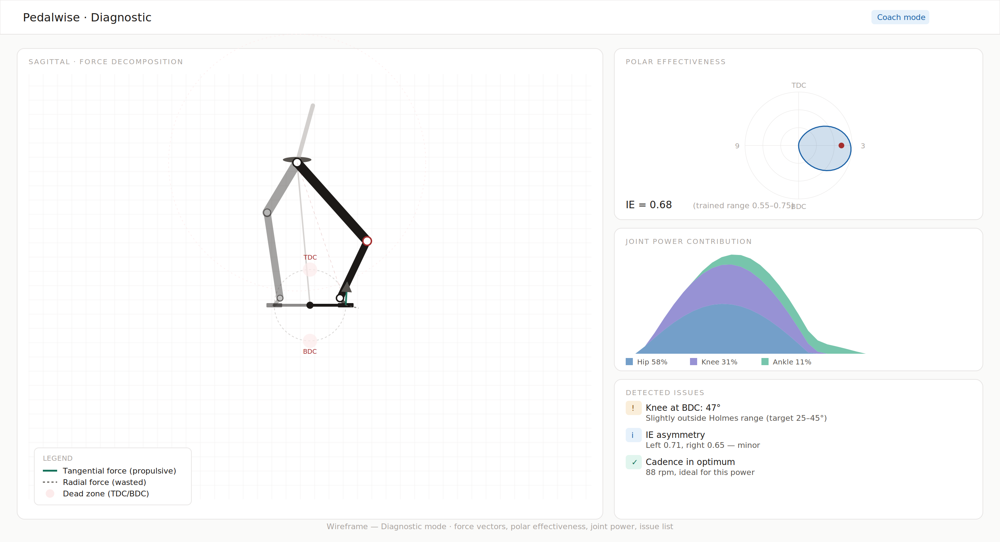 Pedalwise · Diagnostic
Coach mode
SAGITTAL · FORCE DECOMPOSITION
TDC
BDC
LEGEND
Tangential force (propulsive)
Radial force (wasted)
Dead zone (TDC/BDC)
POLAR EFFECTIVENESS
TDC
9
3
IE = 0.68
(trained range 0.55–0.75)
BDC
JOINT POWER CONTRIBUTION
Hip 58%
Knee 31%
Ankle 11%
DETECTED ISSUES
!
Knee at BDC: 47°
Slightly outside Holmes range (target 25–45°)
i
IE asymmetry
Left 0.71, right 0.65 — minor
✓
Cadence in optimum
88 rpm, ideal for this power
Wireframe — Diagnostic mode · force vectors, polar effectiveness, joint power, issue list